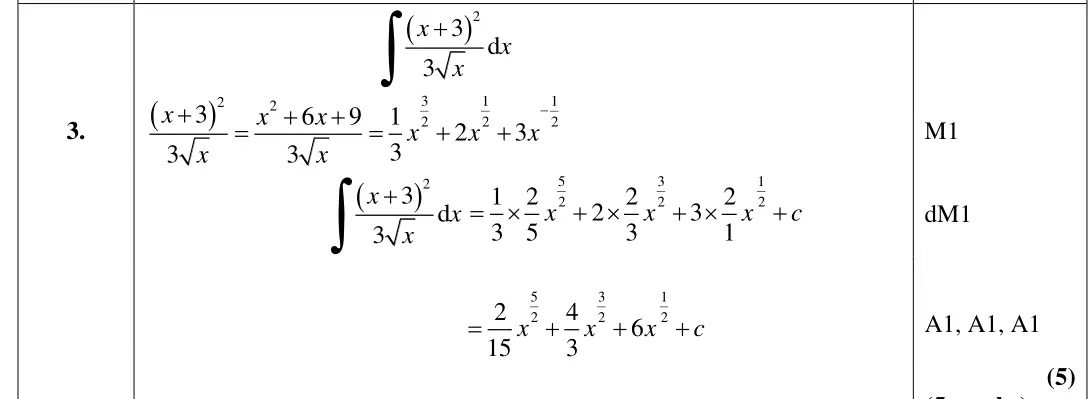 ∫ (x+3)²/(3√x) dx
3. (x+3)²/(3√x) = (x²+6x+9)/(3√x) = 1/3 x^(3/2) + 2x^(1/2) + 3x^(−1/2) M1
∫ (x+3)²/(3√x) dx = 1/3 × 2/5 x^(5/2) + 2 × 2/3 x^(3/2) + 3 × 2/1 x^(1/2) + c dM1
= 2/15 x^(5/2) + 4/3 x^(3/2) + 6x^(1/2) + c A1, A1, A1
(5)